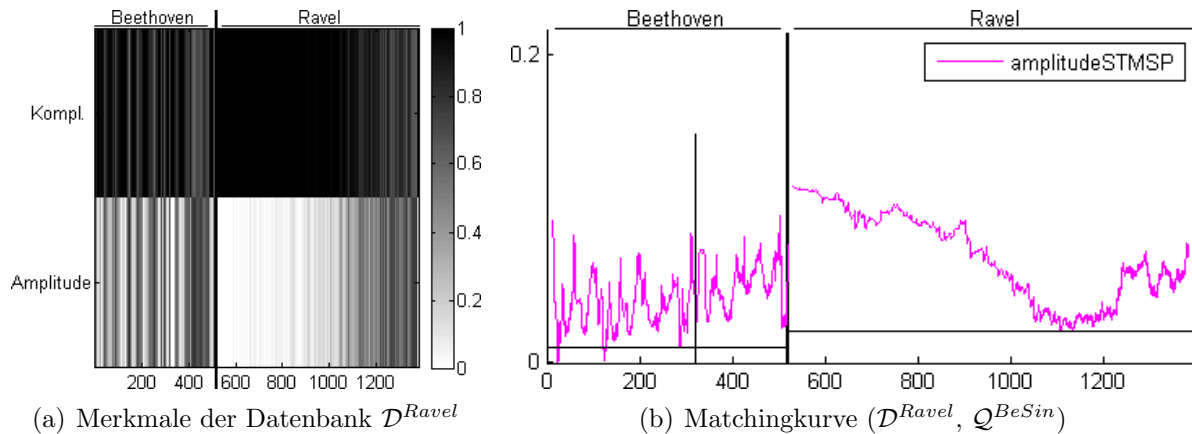 Beethoven Ravel
Kompl.
Amplitude
1
0.8
0.6
0.4
0.2
0
200 400 600 800 1000 1200
(a) Merkmale der Datenbank 𝒟^Ravel
Beethoven Ravel
amplitudeSTMSP
0.2
0
0 200 400 600 800 1000 1200
(b) Matchingkurve (𝒟^Ravel, 𝒬^BeSin)